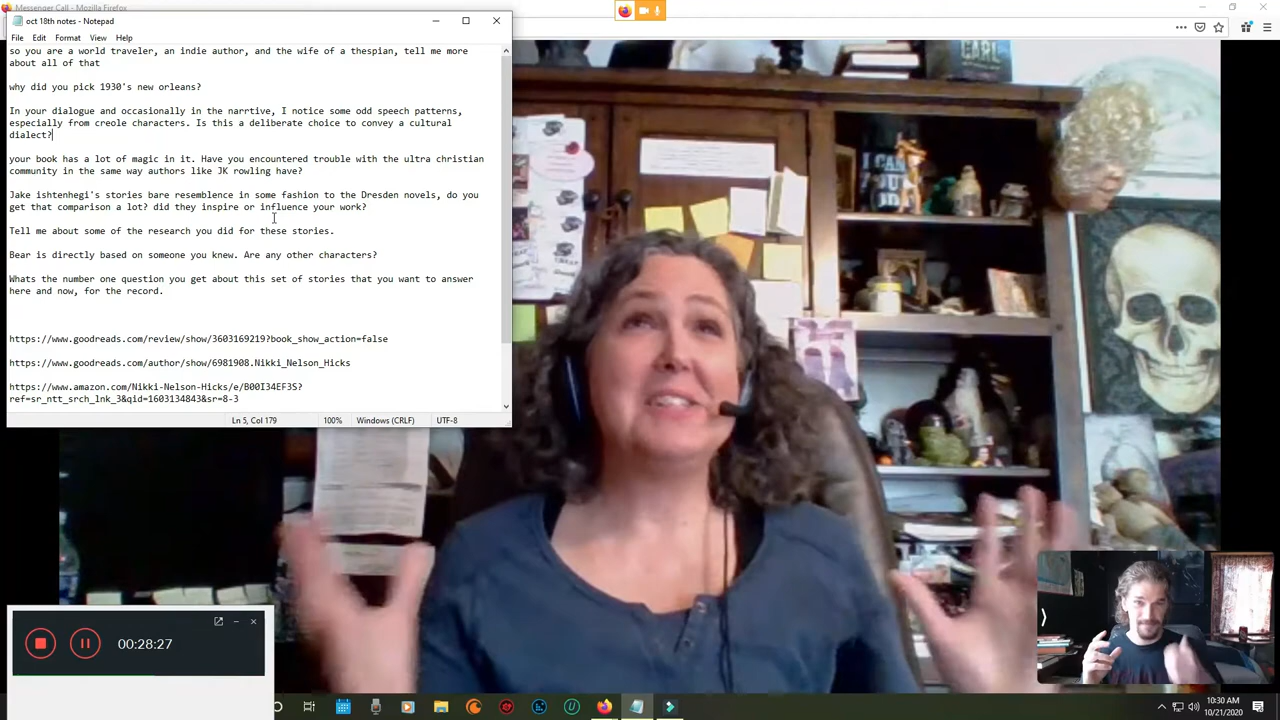 Messenger Call - Mozilla Firefox
oct 18th notes - Notepad
File Edit Format View Help
so you are a world traveler, an indie author, and the wife of a thespian, tell me more
about all of that
why did you pick 1930's new orleans?
In your dialogue and occasionally in the narrtive, I notice some odd speech patterns,
especially from creole characters. Is this a deliberate choice to convey a cultural
dialect?
your book has a lot of magic in it. Have you encountered trouble with the ultra christian
community in the same way authors like JK rowling have?
Jake ishtenhegi's stories bare resemblence in some fashion to the Dresden novels, do you
get that comparison a lot? did they inspire or influence your work?
Tell me about some of the research you did for these stories.
Bear is directly based on someone you knew. Are any other characters?
Whats the number one question you get about this set of stories that you want to answer
here and now, for the record.
https://www.goodreads.com/review/show/3603169219?book_show_action=false
https://www.goodreads.com/author/show/6981908.Nikki_Nelson_Hicks
https://www.amazon.com/Nikki-Nelson-Hicks/e/B00I34EF3S?
ref=sr_ntt_srch_lnk_3&qid=1603134843&sr=8-3
Ln 5, Col 179 100% Windows (CRLF) UTF-8
CARL
I CAN
00:28:27
10:30 AM
10/21/2020